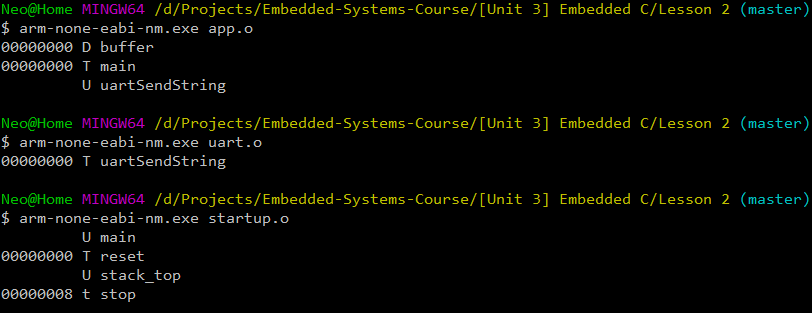 Neo@Home MINGW64 /d/Projects/Embedded-Systems-Course/[Unit 3] Embedded C/Lesson 2 (master)
$ arm-none-eabi-nm.exe app.o
00000000 D buffer
00000000 T main
         U uartSendString

Neo@Home MINGW64 /d/Projects/Embedded-Systems-Course/[Unit 3] Embedded C/Lesson 2 (master)
$ arm-none-eabi-nm.exe uart.o
00000000 T uartSendString

Neo@Home MINGW64 /d/Projects/Embedded-Systems-Course/[Unit 3] Embedded C/Lesson 2 (master)
$ arm-none-eabi-nm.exe startup.o
         U main
00000000 T reset
         U stack_top
00000008 t stop